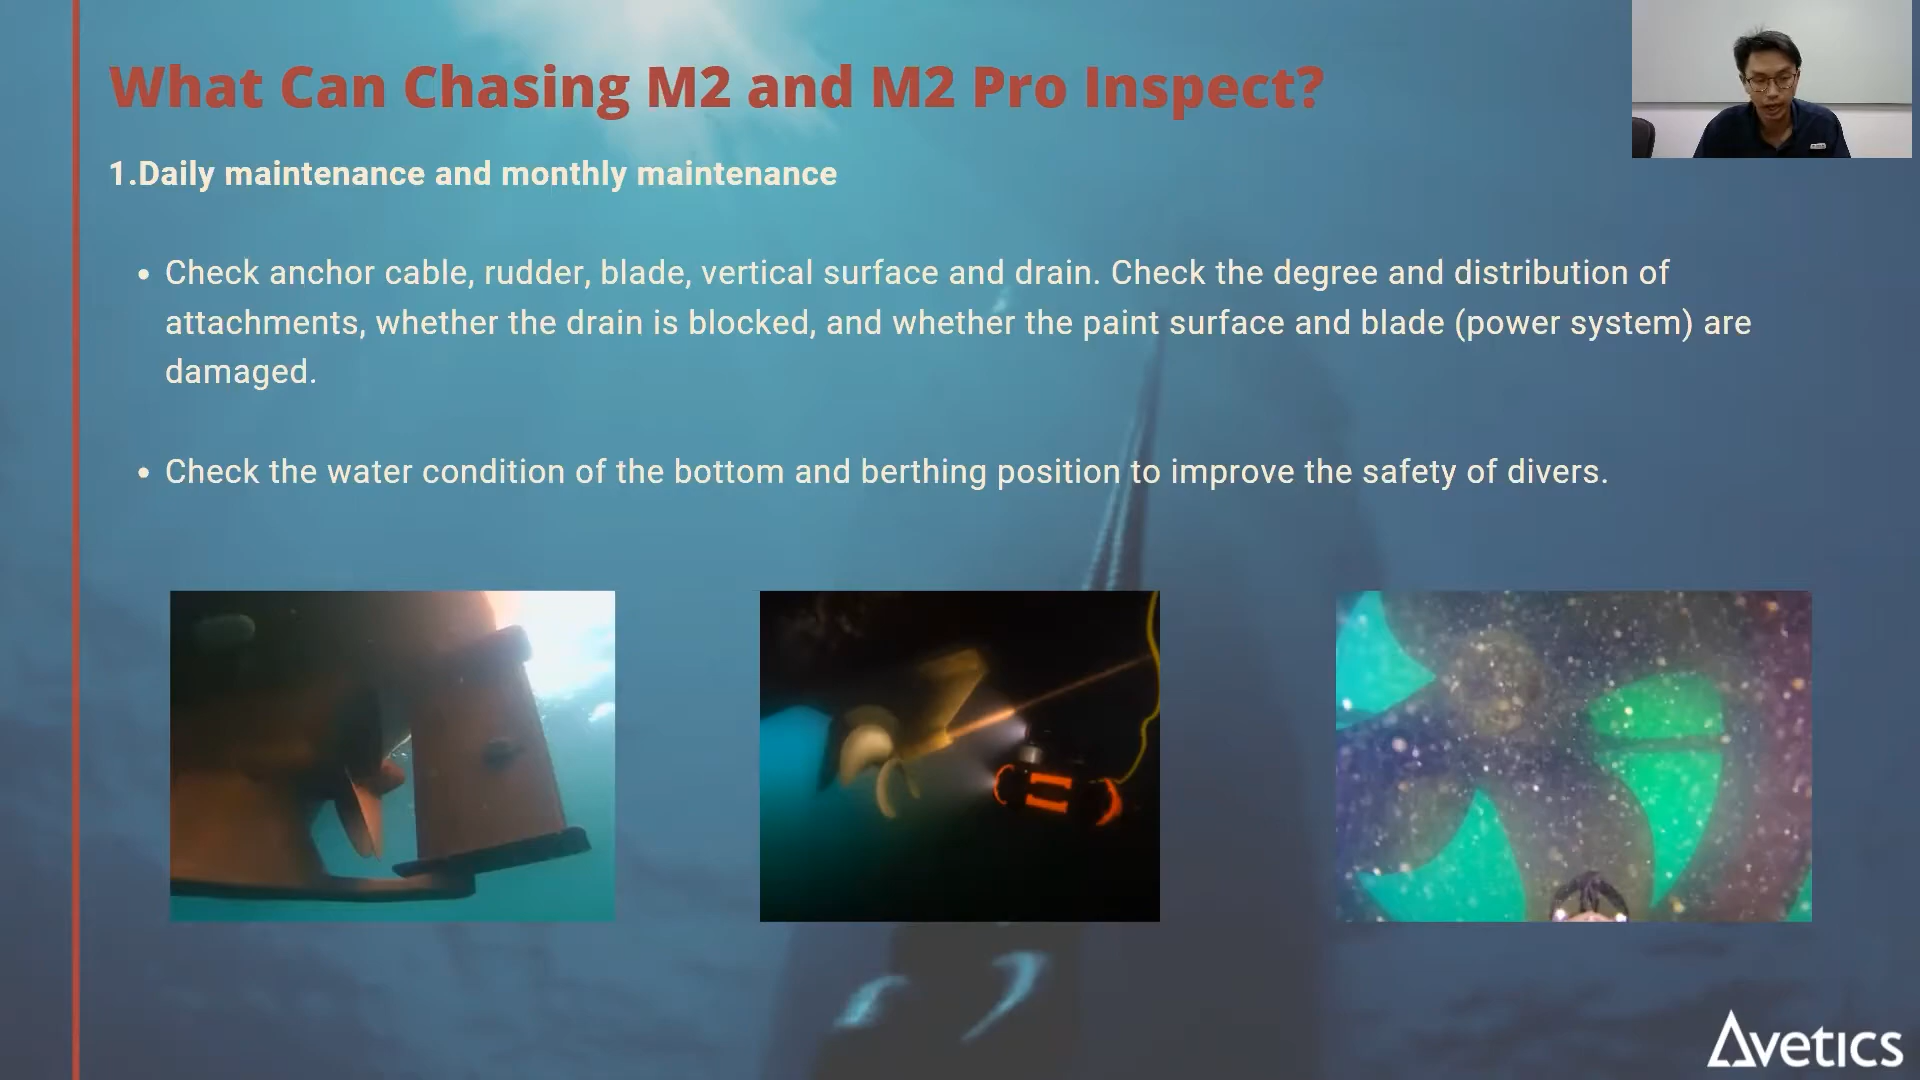 What Can Chasing M2 and M2 Pro Inspect?
1.Daily maintenance and monthly maintenance
• Check anchor cable, rudder, blade, vertical surface and drain. Check the degree and distribution of
attachments, whether the drain is blocked, and whether the paint surface and blade (power system) are
damaged.
• Check the water condition of the bottom and berthing position to improve the safety of divers.
Avetics